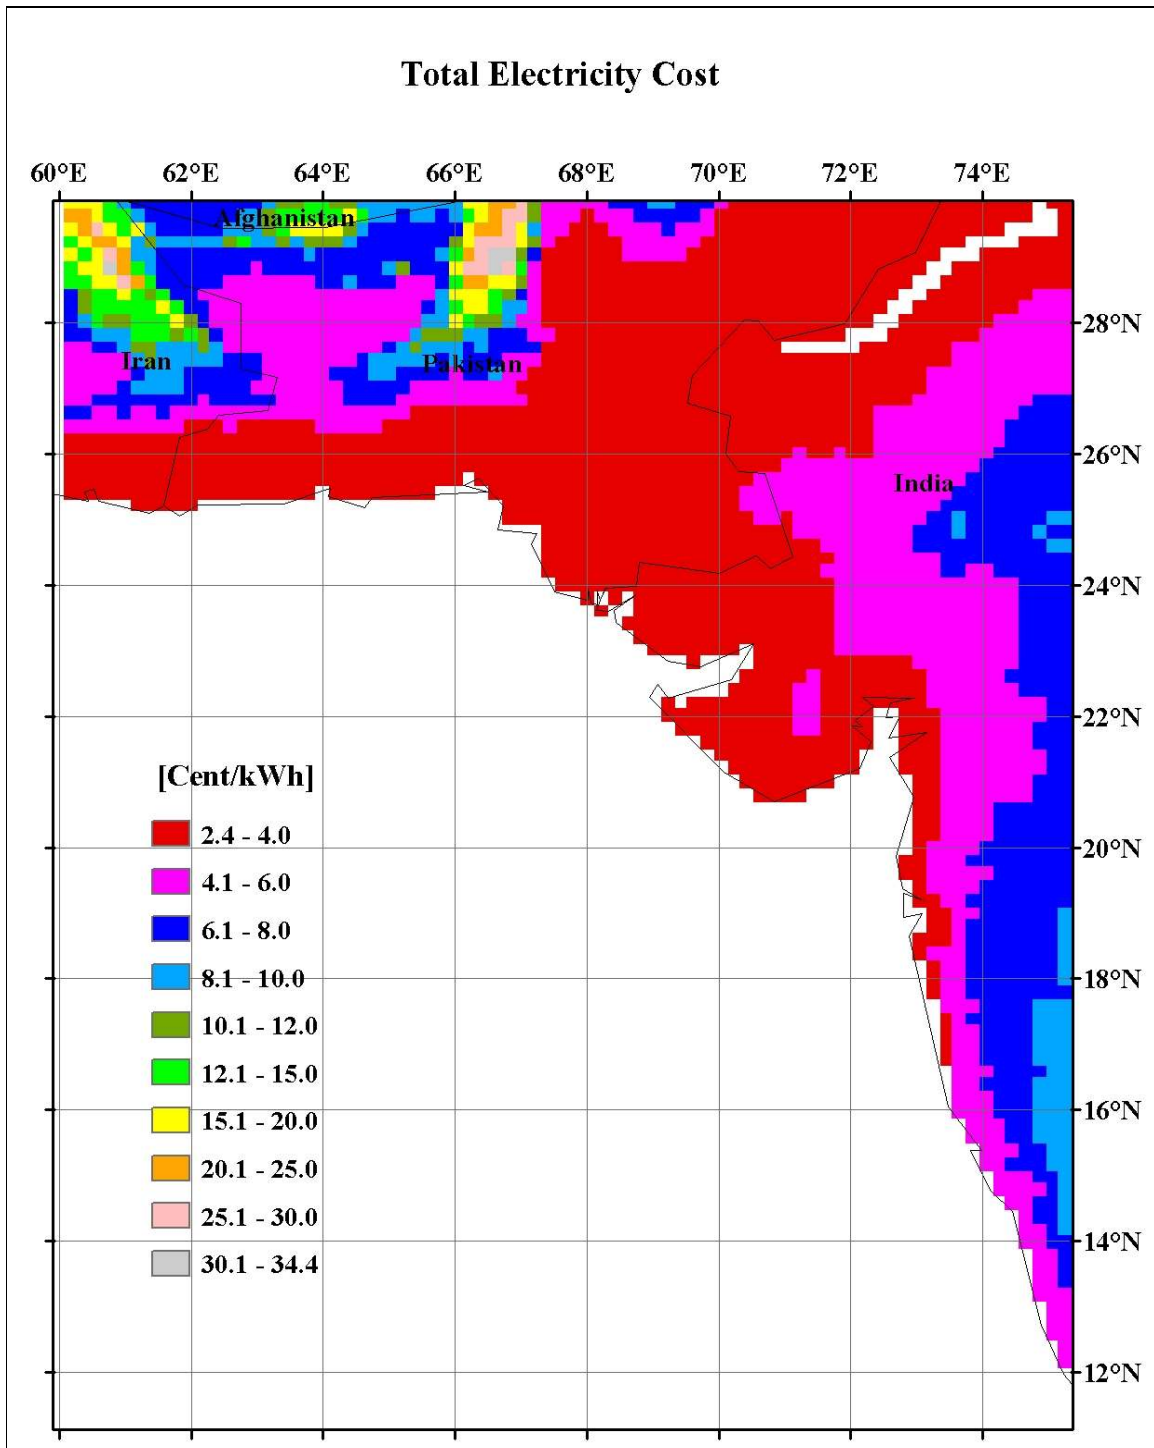 Total Electricity Cost
60°E 62°E 64°E 66°E 68°E 70°E 72°E 74°E
Afghanistan
28°N
Iran
Pakistan
26°N
India
24°N
22°N
[Cent/kWh]
2.4 - 4.0
20°N
4.1 - 6.0
6.1 - 8.0
8.1 - 10.0
18°N
10.1 - 12.0
12.1 - 15.0
16°N
15.1 - 20.0
20.1 - 25.0
25.1 - 30.0
14°N
30.1 - 34.4
12°N